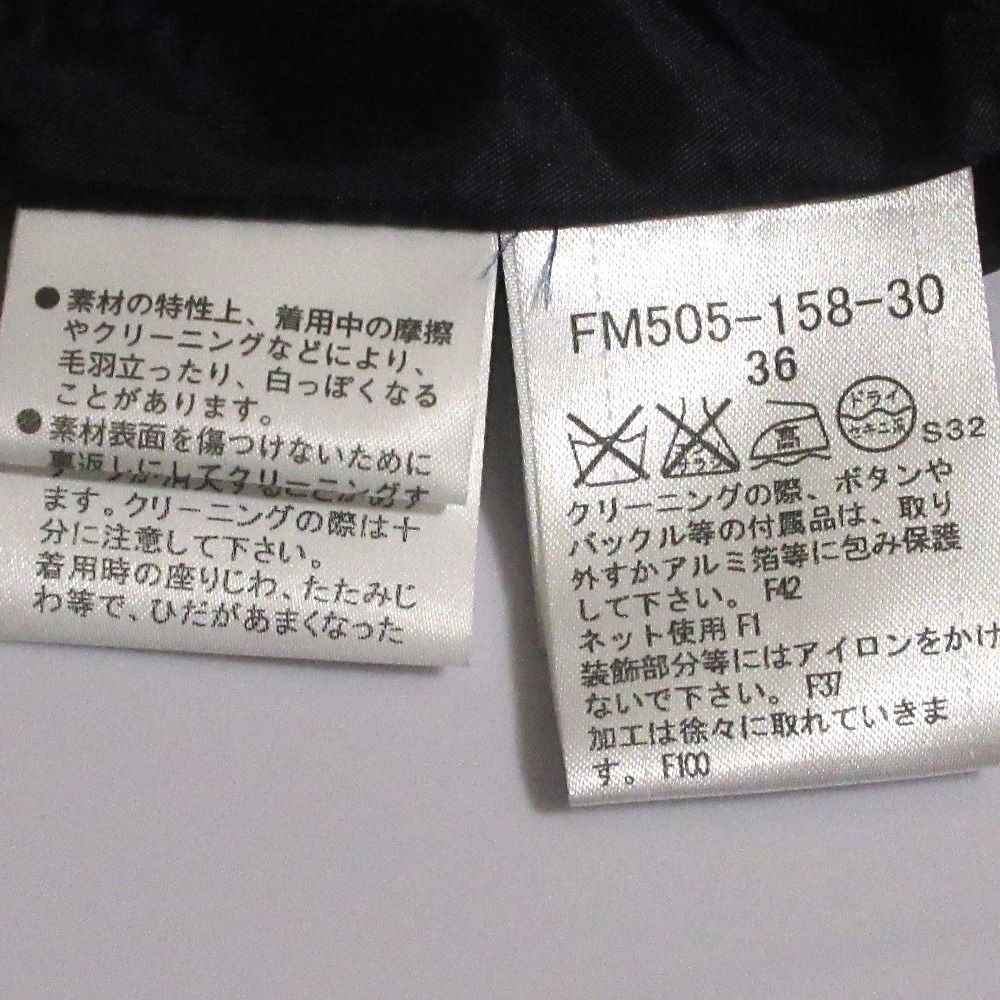 ● 素材の特性上、着用中の摩擦
やクリーニングなどにより、
毛羽立ったり、白っぽくなる
ことがあります。
● 素材表面を傷つけないために
ます。クリーニングの際は十
分に注意して下さい。
着用時の座りじわ、たたみじ
わ等で、ひだがあまくなった
FM505-158-30
36
高
ドライ
S32
クリーニングの際、ボタンや
バックル等の付属品は、取り
外すかアルミ箔等に包み保護
して下さい。 F42
ネット使用 F1
装飾部分等にはアイロンをかけ
ないで下さい。 F37
加工は徐々に取れていきま
す。 F100